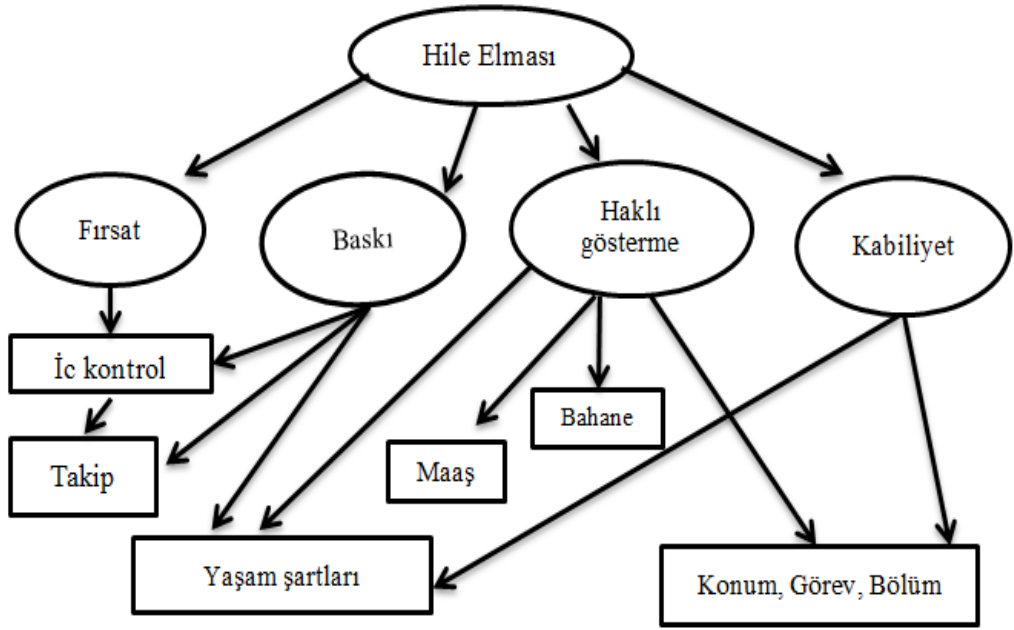 Hile Elması
Fırsat
Baskı
Haklı
gösterme
Kabiliyet
İc kontrol
Bahane
Takip
Maaş
Yaşam şartları
Konum, Görev, Bölüm